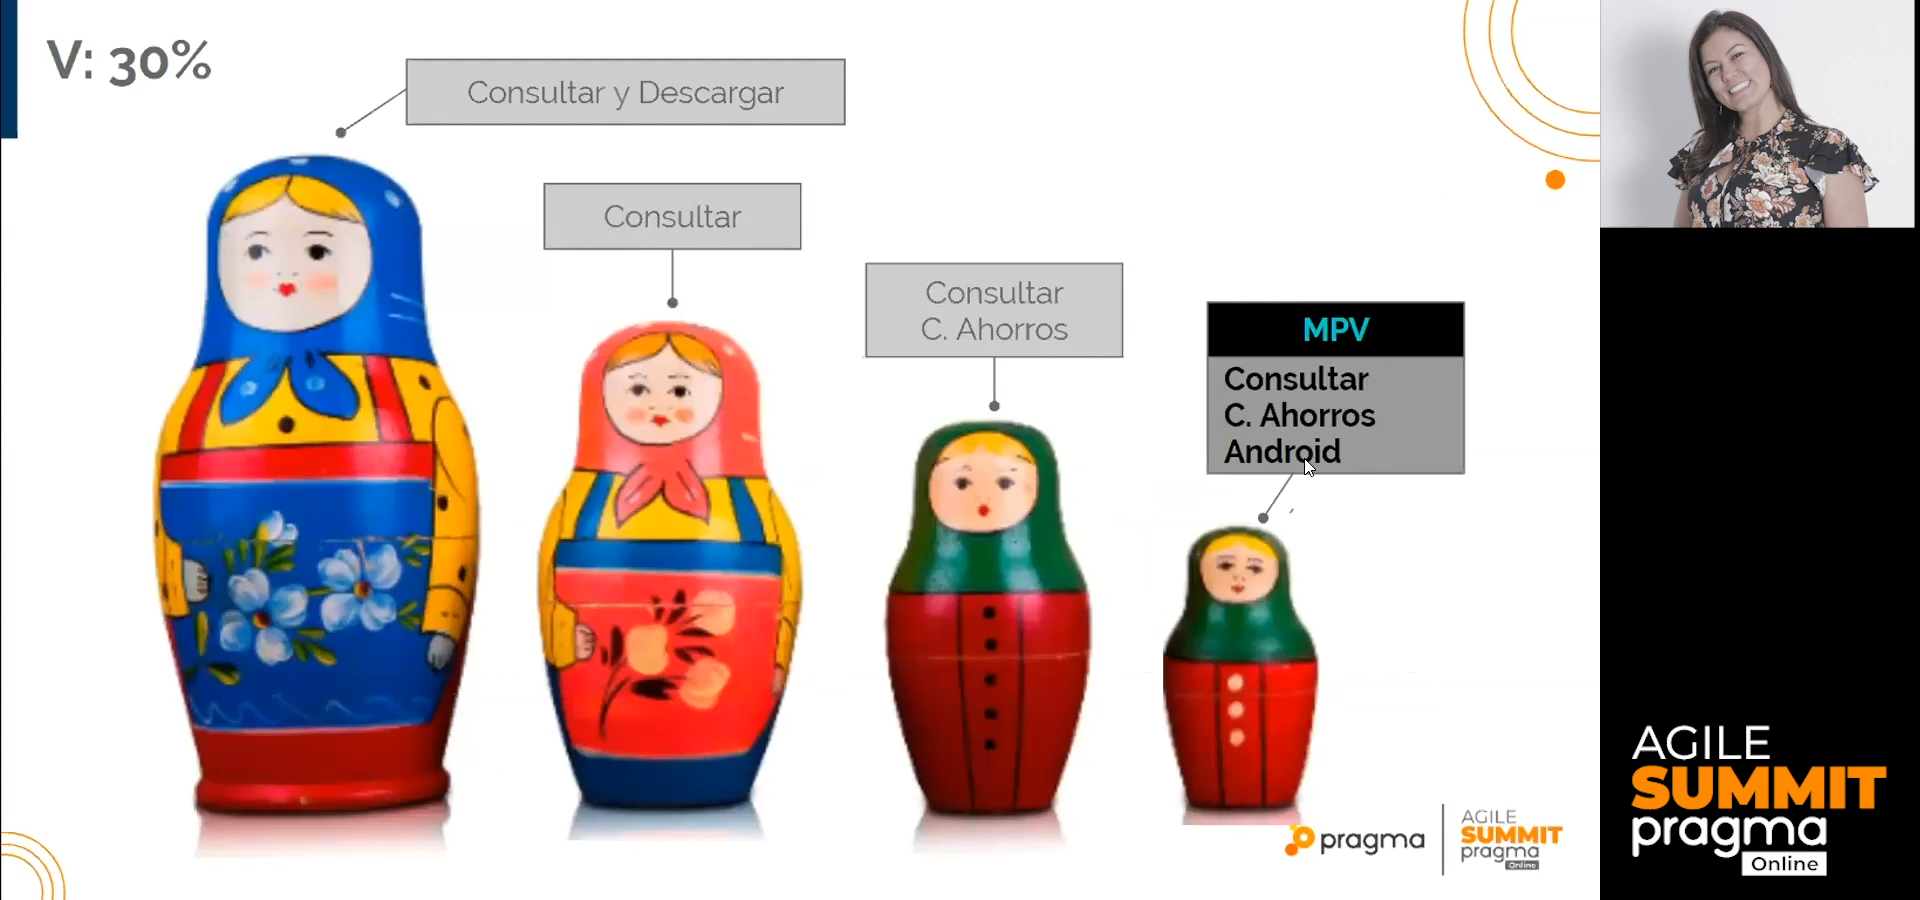 V: 30%
Consultar y Descargar
Consultar
Consultar
C. Ahorros
MPV
Consultar
C. Ahorros
Android
pragma
AGILE
SUMMIT
pragma
Online
AGILE
SUMMIT
pragma
Online